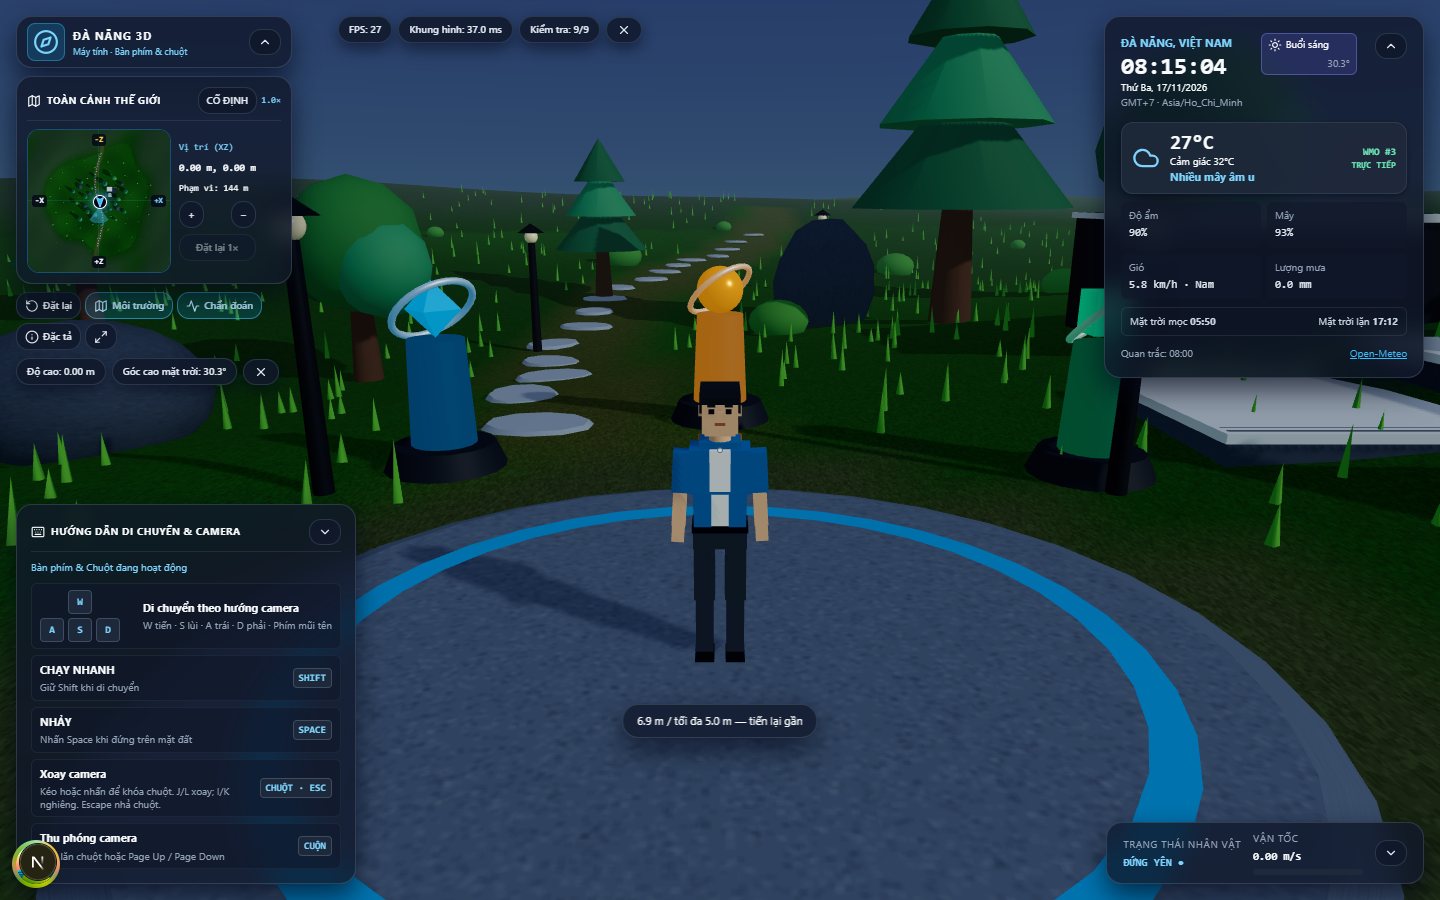 ĐÀ NẴNG 3D
Máy tính · Bàn phím & chuột
FPS: 27
Khung hình: 37.0 ms
Kiểm tra: 9/9
TOÀN CẢNH THẾ GIỚI
CỐ ĐỊNH
1.0×
-Z
-X
+X
+Z
Vị trí (XZ)
0.00 m, 0.00 m
Phạm vi: 144 m
+
−
Đặt lại 1×
Đặt lại
Môi trường
Chẩn đoán
Đặc tả
Độ cao: 0.00 m
Góc cao mặt trời: 30.3°
ĐÀ NẴNG, VIỆT NAM
08:15:04
Thứ Ba, 17/11/2026
GMT+7 · Asia/Ho_Chi_Minh
Buổi sáng
30.3°
27°C
Cảm giác 32°C
Nhiều mây âm u
WMO #3
TRỰC TIẾP
Độ ẩm
90%
Mây
93%
Gió
5.8 km/h · Nam
Lượng mưa
0.0 mm
Mặt trời mọc 05:50
Mặt trời lặn 17:12
Quan trắc: 08:00
Open-Meteo
HƯỚNG DẪN DI CHUYỂN & CAMERA
Bàn phím & Chuột đang hoạt động
W
A S D
Di chuyển theo hướng camera
W tiến · S lùi · A trái · D phải · Phím mũi tên
CHẠY NHANH
Giữ Shift khi di chuyển
SHIFT
NHẢY
Nhấn Space khi đứng trên mặt đất
SPACE
Xoay camera
Kéo hoặc nhấn để khóa chuột. J/L xoay; I/K
nghiêng. Escape nhả chuột.
CHUỘT · ESC
Thu phóng camera
lăn chuột hoặc Page Up / Page Down
CUỘN
N
6.9 m / tối đa 5.0 m — tiến lại gần
TRẠNG THÁI NHÂN VẬT
ĐỨNG YÊN
VẬN TỐC
0.00 m/s